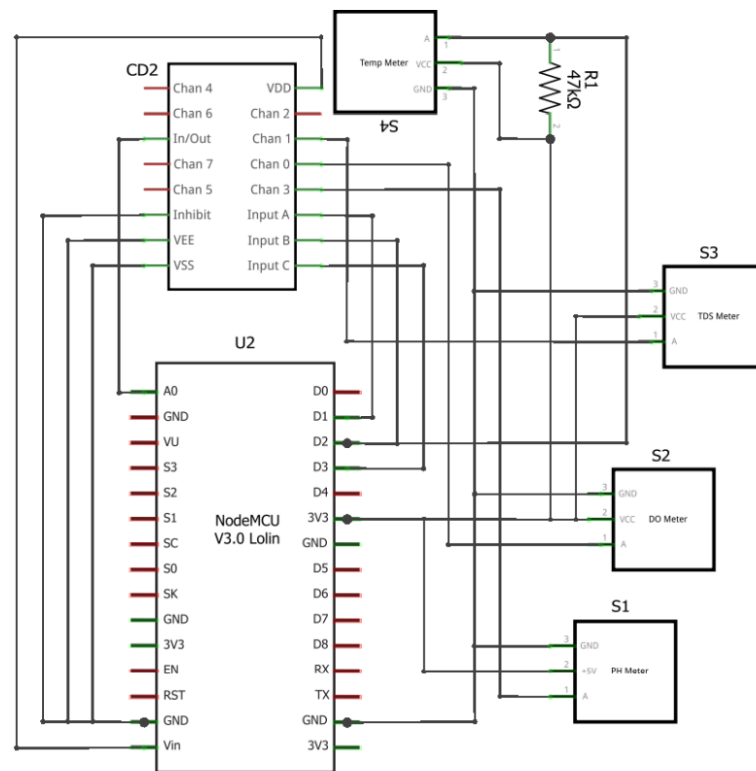 A
1
Temp Meter
VCC
2
GND
3
S4
1
R1
47kΩ
2
CD2
Chan 4
VDD
Chan 6
Chan 2
In/Out
Chan 1
Chan 7
Chan 0
Chan 5
Chan 3
Inhibit
Input A
VEE
Input B
VSS
Input C
S3
3
GND
2
VCC
TDS Meter
1
A
U2
A0
D0
GND
D1
VU
D2
S3
D3
S2
D4
S1
3V3
NodeMCU
V3.0 Lolin
SC
GND
S0
D5
SK
D6
GND
D7
3V3
D8
EN
RX
RST
TX
GND
GND
Vin
3V3
S2
3
GND
2
VCC
DO Meter
1
A
S1
3
GND
2
+5V
PH Meter
1
A